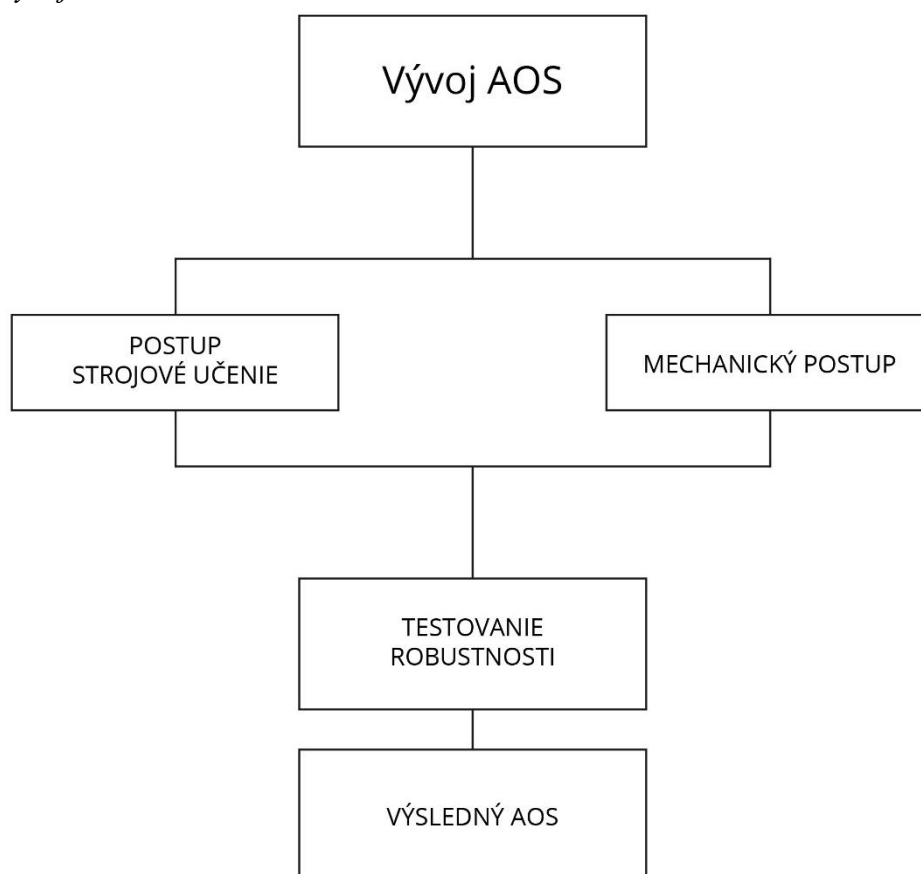 Vývoj AOS
POSTUP
STROJOVÉ UČENIE
MECHANICKÝ POSTUP
TESTOVANIE
ROBUSTNOSTI
VÝSLEDNÝ AOS